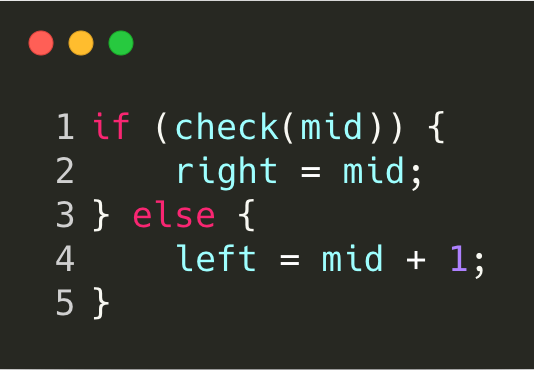 1 if (check(mid)) {
2     right = mid;
3 } else {
4     left = mid + 1;
5 }